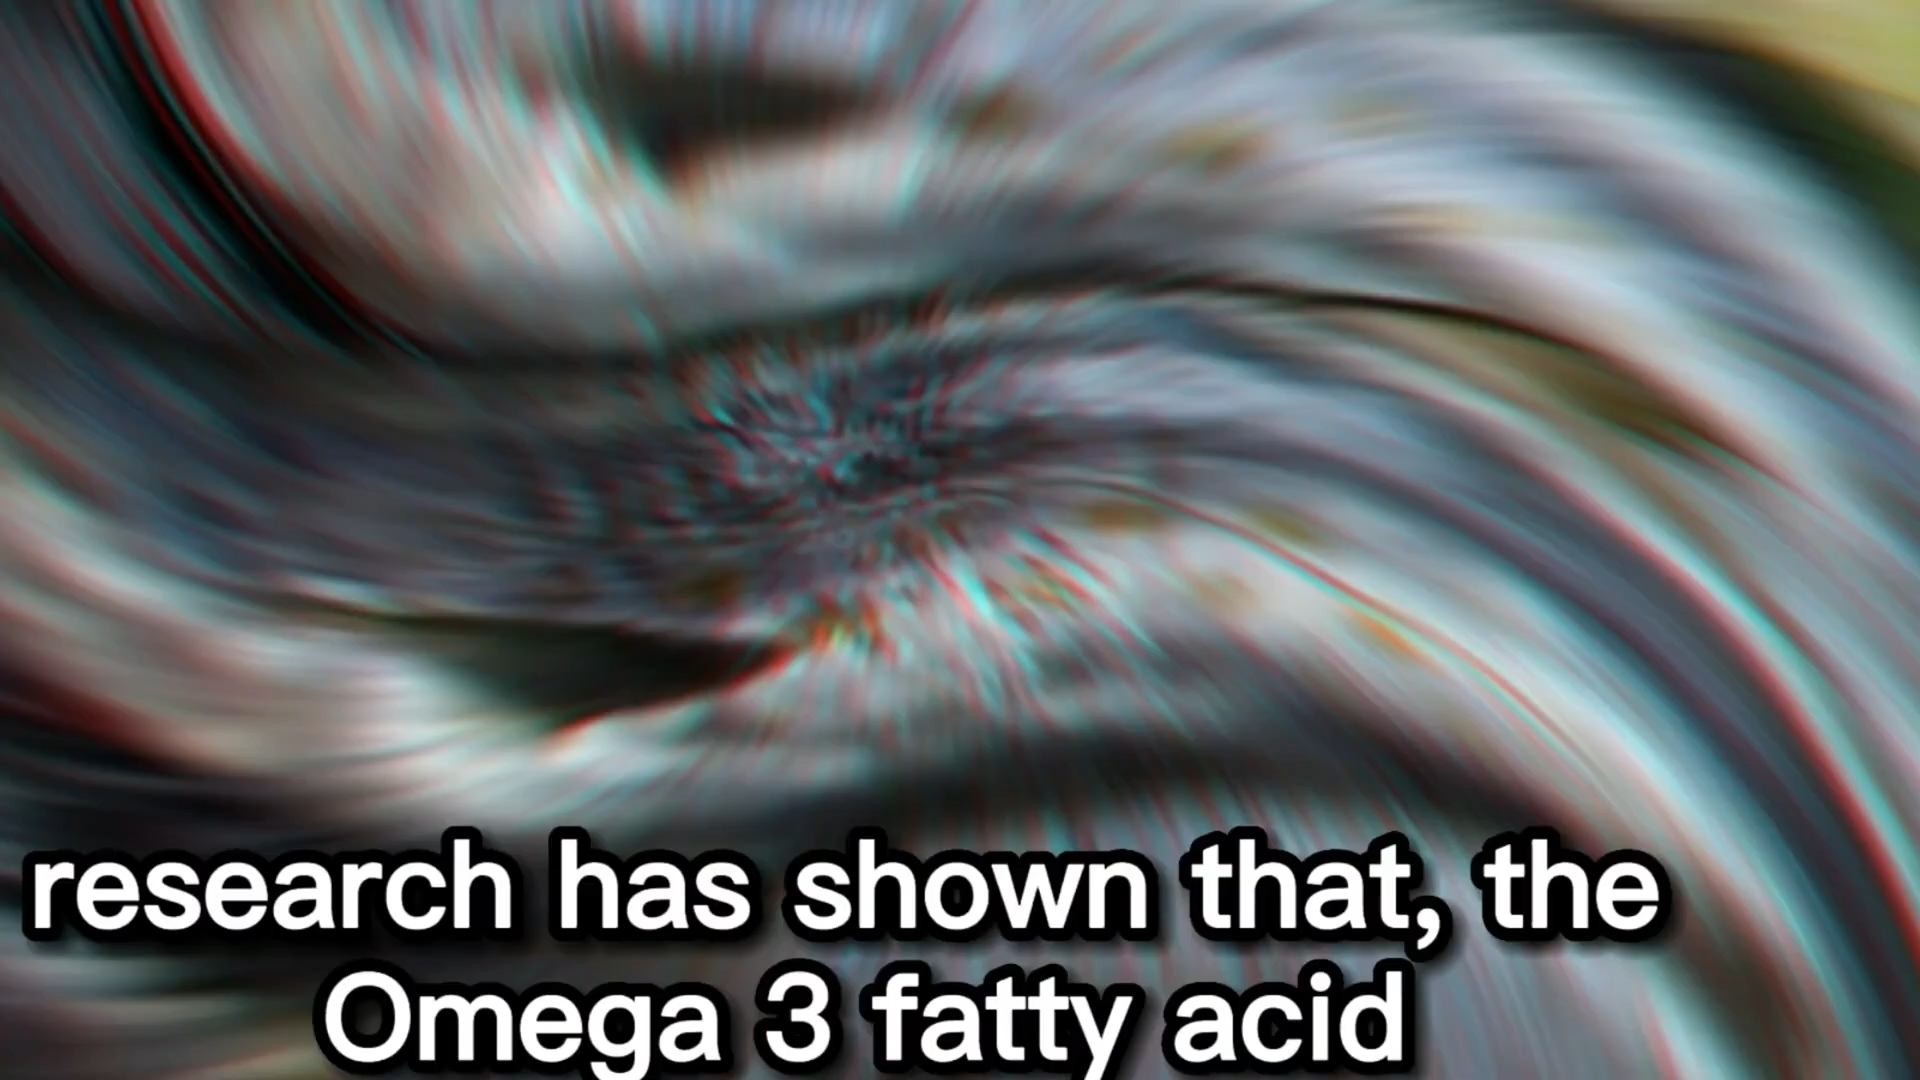 research has shown that, the
Omega 3 fatty acid